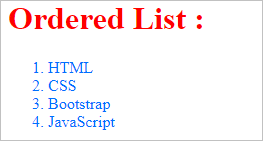 Ordered List :
1. HTML
2. CSS
3. Bootstrap
4. JavaScript